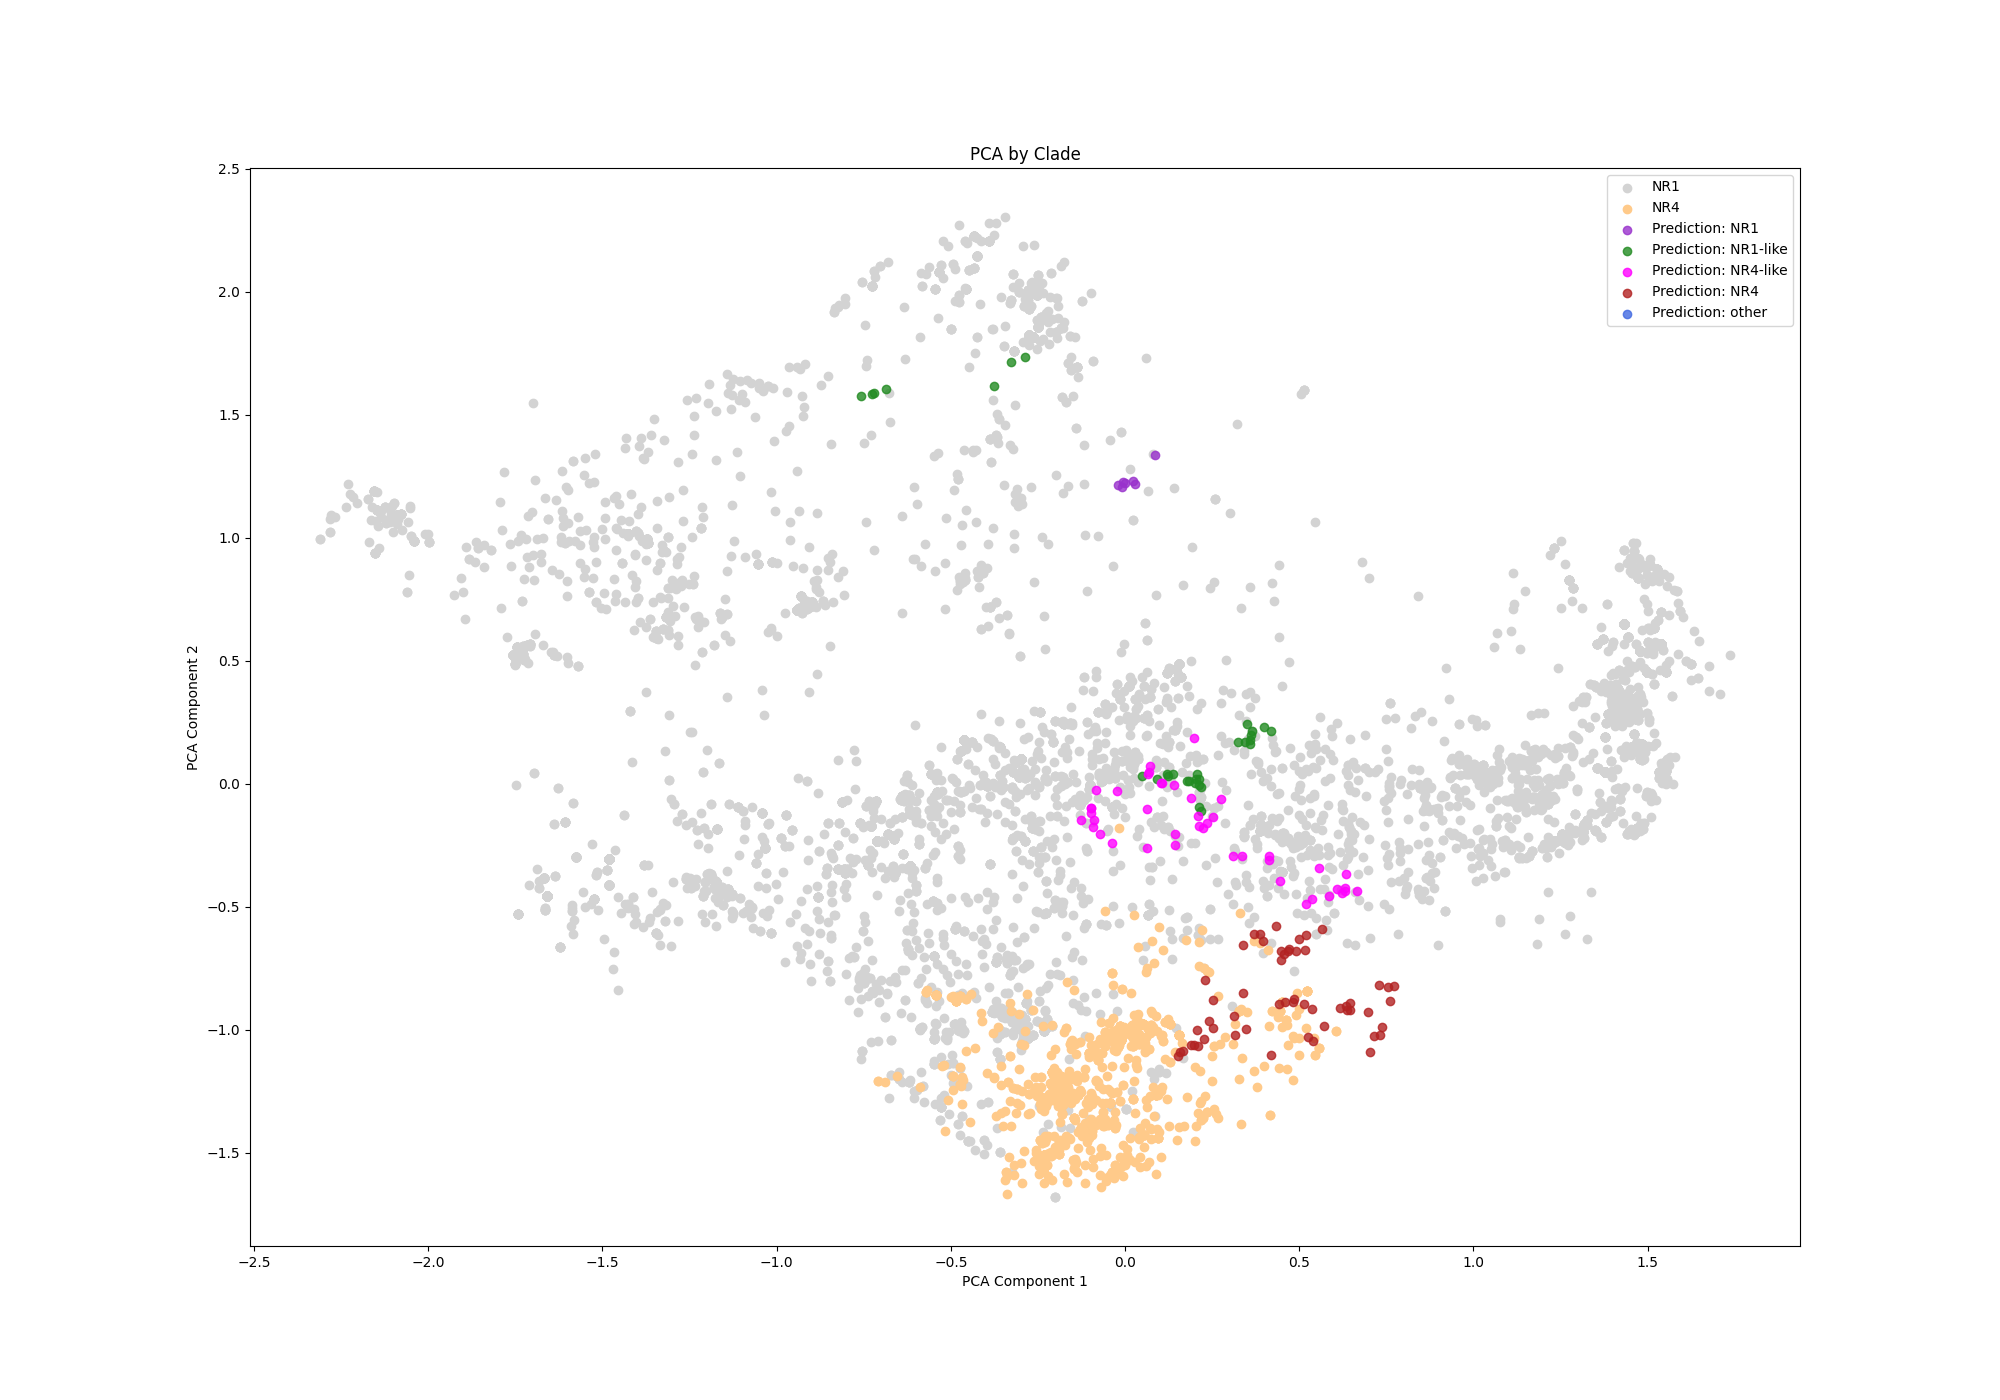 PCA by Clade
NR1
NR4
Prediction: NR1
Prediction: NR1-like
Prediction: NR4-like
Prediction: NR4
Prediction: other
PCA Component 2
2.5
2.0
1.5
1.0
0.5
0.0
−0.5
−1.0
−1.5
−2.5
−2.0
−1.5
−1.0
−0.5
0.0
0.5
1.0
1.5
PCA Component 1